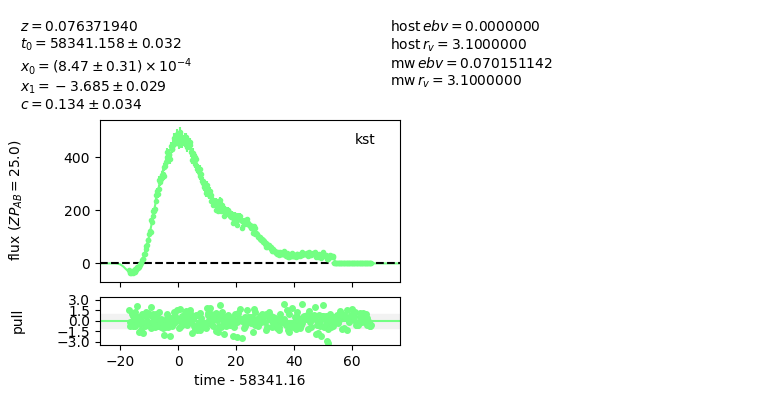 z = 0.076371940
t₀ = 58341.158 ± 0.032
x₀ = (8.47 ± 0.31) × 10⁻⁴
x₁ = −3.685 ± 0.029
c = 0.134 ± 0.034
host ebv = 0.0000000
host r_v = 3.1000000
mw ebv = 0.070151142
mw r_v = 3.1000000
kst
flux (ZP_AB = 25.0)
400
200
0
pull
3.0
1.5
0.0
−1.5
−3.0
−20 0 20 40 60
time - 58341.16